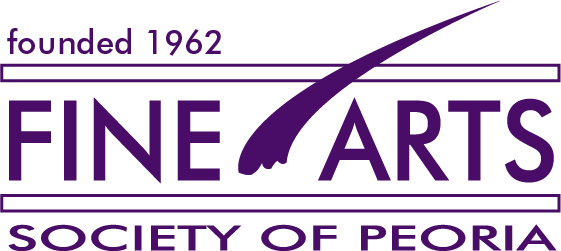 founded 1962
FINE ARTS
SOCIETY OF PEORIA